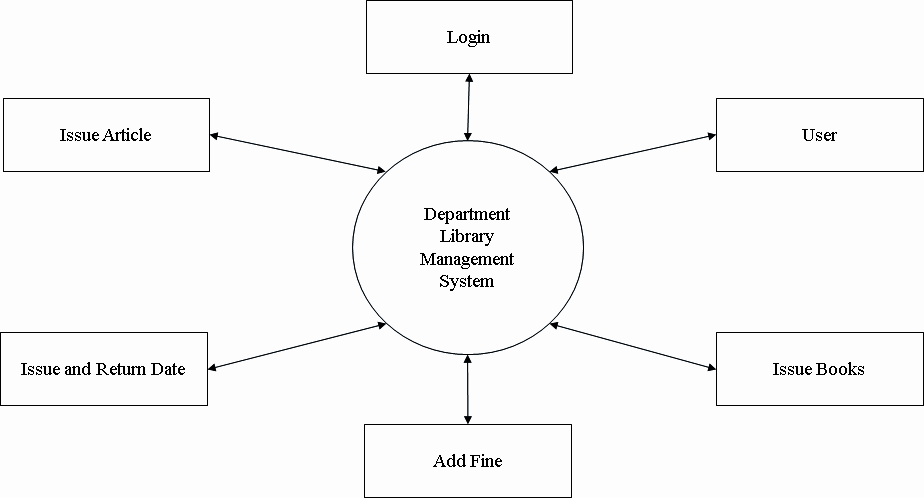 Login
Issue Article
User
Department
Library
Management
System
Issue and Return Date
Issue Books
Add Fine